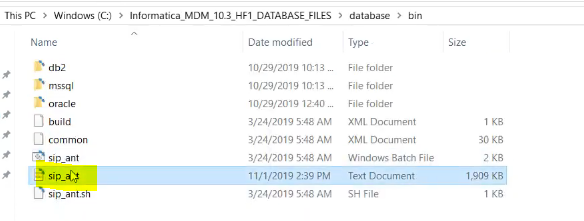 This PC > Windows (C:) > Informatica_MDM_10.3_HF1_DATABASE_FILES > database > bin
Name Date modified Type Size
db2 10/29/2019 10:13 ... File folder
mssql 10/29/2019 10:13 ... File folder
oracle 10/29/2019 12:40 ... File folder
build 3/24/2019 5:48 AM XML Document 1 KB
common 3/24/2019 5:48 AM XML Document 30 KB
sip_ant 3/24/2019 5:48 AM Windows Batch File 2 KB
sip_ant 11/1/2019 2:39 PM Text Document 1,909 KB
sip_ant.sh 3/24/2019 5:48 AM SH File 1 KB